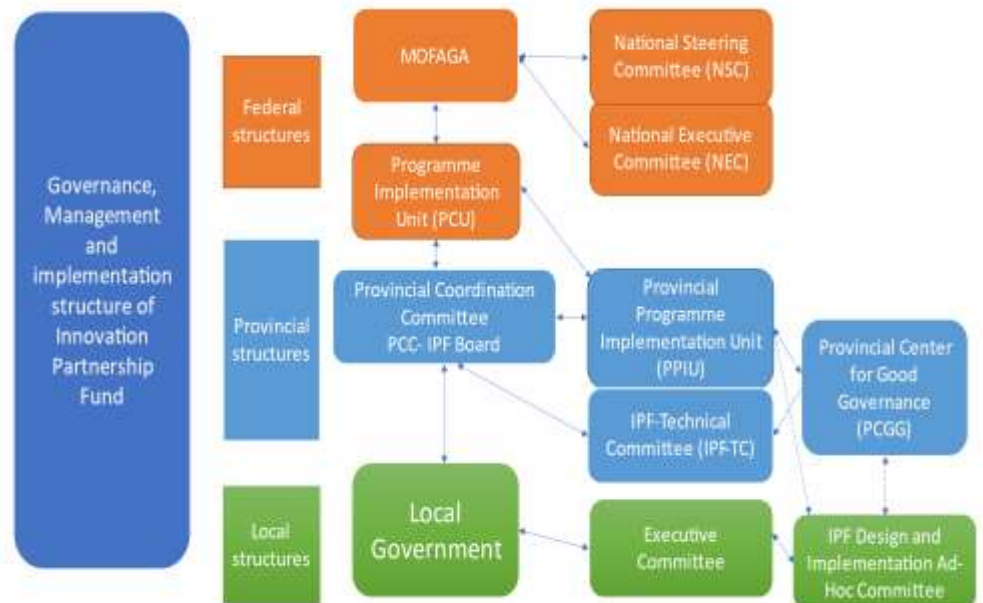 Governance,
Management
and
implementation
structure of
Innovation
Partnership
Fund
Federal
structures
MOFAGA
National Steering
Committee (NSC)
National Executive
Committee (NEC)
Programme
Implementation
Unit (PCU)
Provincial
structures
Provincial Coordination
Committee
PCC- IPF Board
Provincial
Programme
Implementation Unit
(PPIU)
Provincial Center
for Good
Governance
(PCGG)
IPF-Technical
Committee (IPF-TC)
Local
structures
Local
Government
Executive
Committee
IPF Design and
Implementation Ad-
Hoc Committee